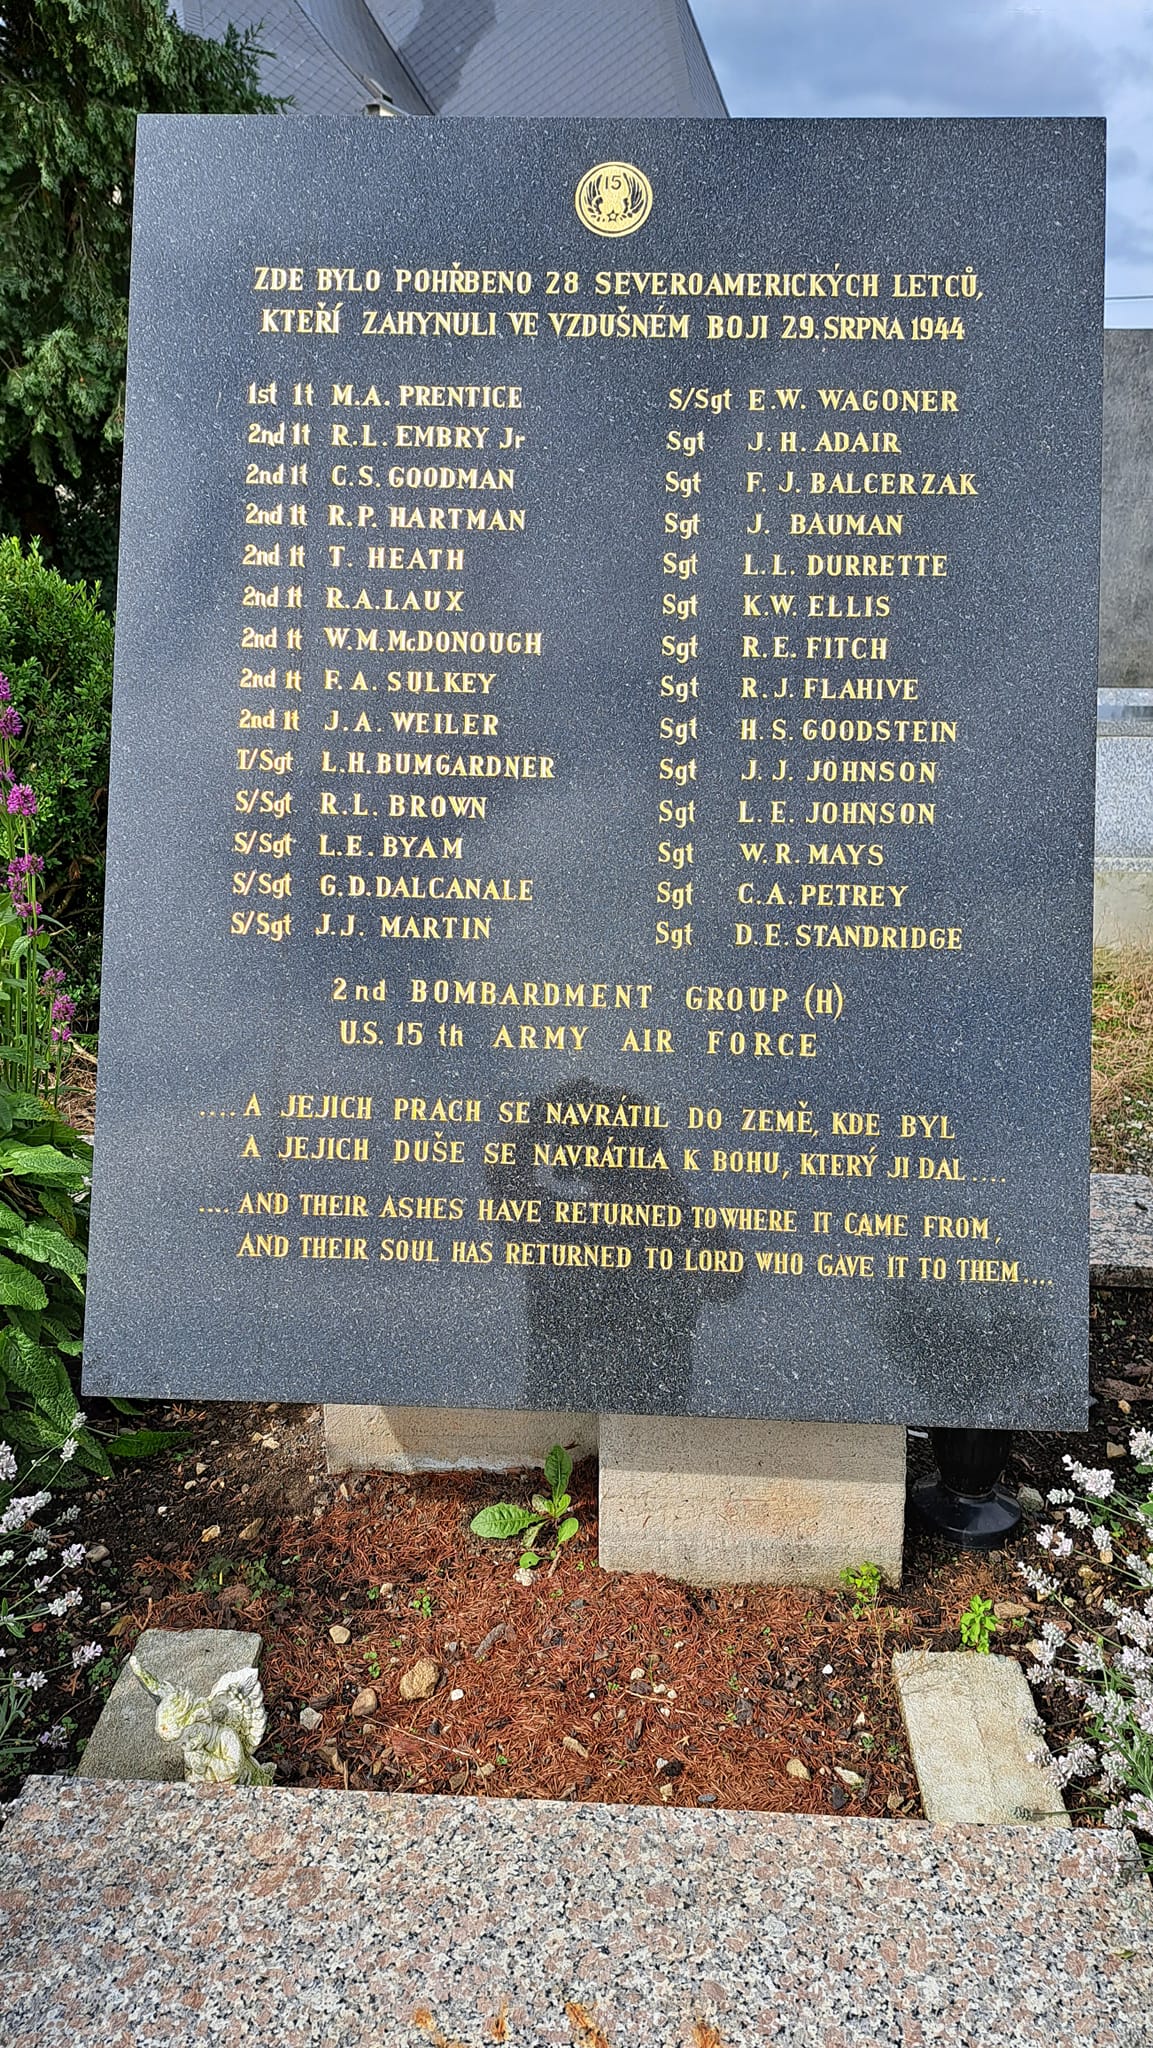 15
ZDE BYLO POHŘBENO 28 SEVEROAMERICKÝCH LETCŮ,
KTEŘÍ ZAHYNULI VE VZDUŠNÉM BOJI 29. SRPNA 1944
1st lt M.A. PRENTICE
2nd lt R.L. EMBRY Jr
2nd lt C.S. GOODMAN
2nd lt R.P. HARTMAN
2nd lt T. HEATH
2nd lt R.A. LAUX
2nd lt W.M. McDONOUGH
2nd lt F.A. SULKEY
2nd lt J.A. WEILER
T/Sgt L.H. BUMGARDNER
S/Sgt R.L. BROWN
S/Sgt L.E. BYAM
S/Sgt G.D. DALCANALE
S/Sgt J.J. MARTIN
S/Sgt E.W. WAGONER
Sgt J.H. ADAIR
Sgt F. J. BALCERZAK
Sgt J. BAUMAN
Sgt L.L. DURRETTE
Sgt K.W. ELLIS
Sgt R.E. FITCH
Sgt R.J. FLAHIVE
Sgt H.S. GOODSTEIN
Sgt J.J. JOHNSON
Sgt L.E. JOHNSON
Sgt W.R. MAYS
Sgt C.A. PETREY
Sgt D.E. STANDRIDGE
2nd BOMBARDMENT GROUP (H)
U.S. 15 th ARMY AIR FORCE
.... A JEJICH PRACH SE NAVRÁTIL DO ZEMĚ, KDE BYL
A JEJICH DUŠE SE NAVRÁTILA K BOHU, KTERÝ JI DAL ....
.... AND THEIR ASHES HAVE RETURNED TO WHERE IT CAME FROM,
AND THEIR SOUL HAS RETURNED TO LORD WHO GAVE IT TO THEM ....